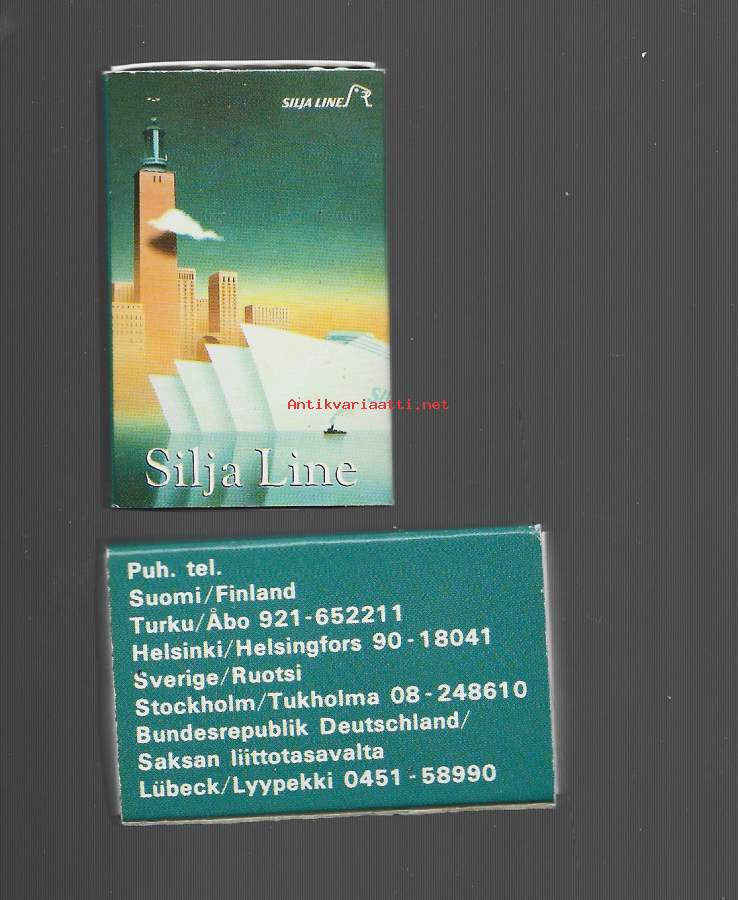 SILJA LINE
SI
Antikvariaatti.net
Silja Line
Puh. tel.
Suomi/Finland
Turku/Åbo 921-652211
Helsinki/Helsingfors 90-18041
Sverige/Ruotsi
Stockholm/Tukholma 08-248610
Bundesrepublik Deutschland/
Saksan liittotasavalta
Lübeck/Lyypekki 0451-58990